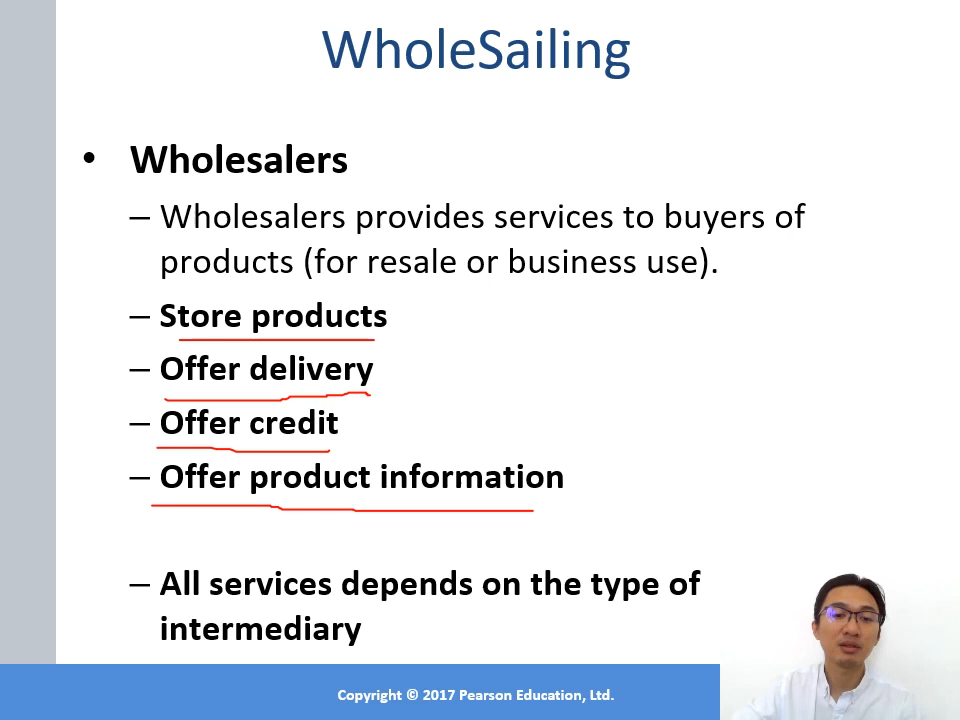 WholeSailing
• Wholesalers
– Wholesalers provides services to buyers of
products (for resale or business use).
– Store products
– Offer delivery
– Offer credit
– Offer product information
– All services depends on the type of
intermediary
Copyright © 2017 Pearson Education, Ltd.